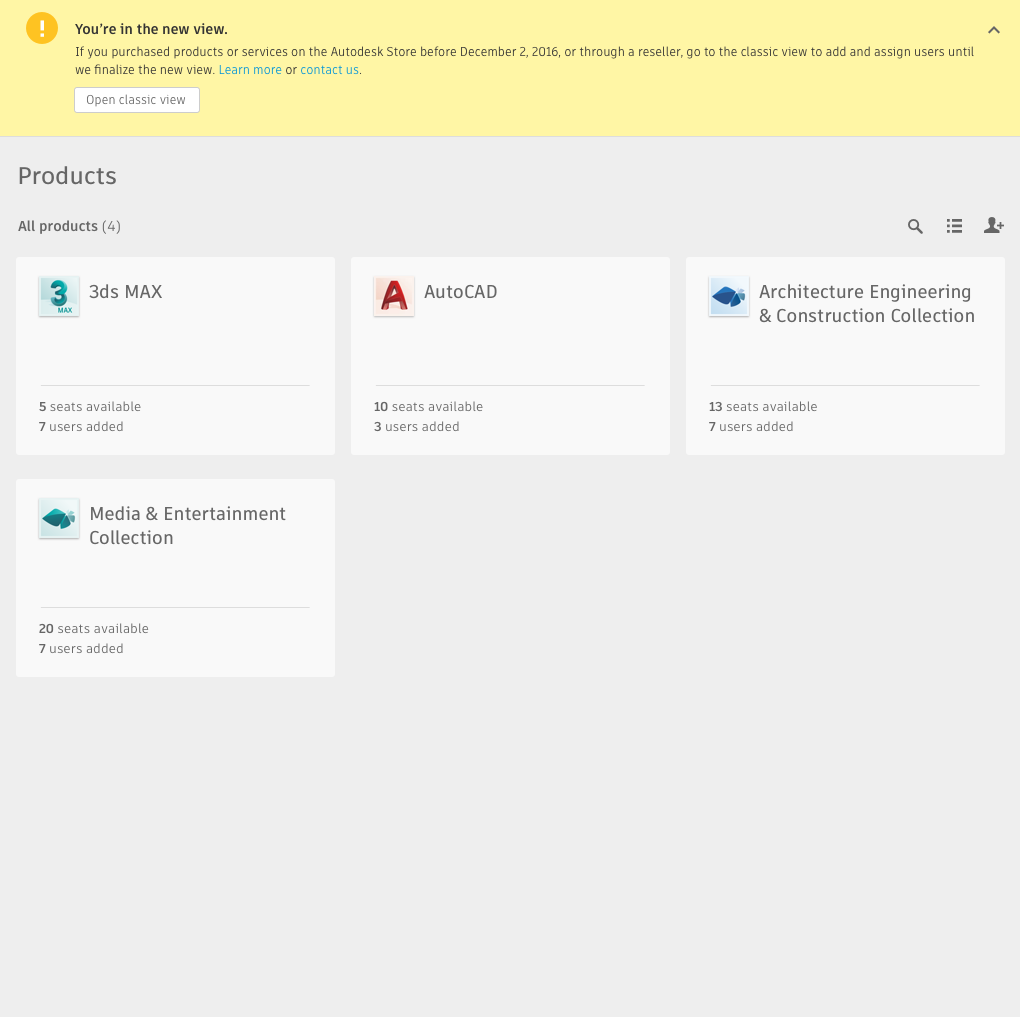 You're in the new view.
If you purchased products or services on the Autodesk Store before December 2, 2016, or through a reseller, go to the classic view to add and assign users until
we finalize the new view. Learn more or contact us.
Open classic view
Products
All products (4)
3ds MAX
MAX
5 seats available
7 users added
AutoCAD
10 seats available
3 users added
Architecture Engineering
& Construction Collection
13 seats available
7 users added
Media & Entertainment
Collection
20 seats available
7 users added